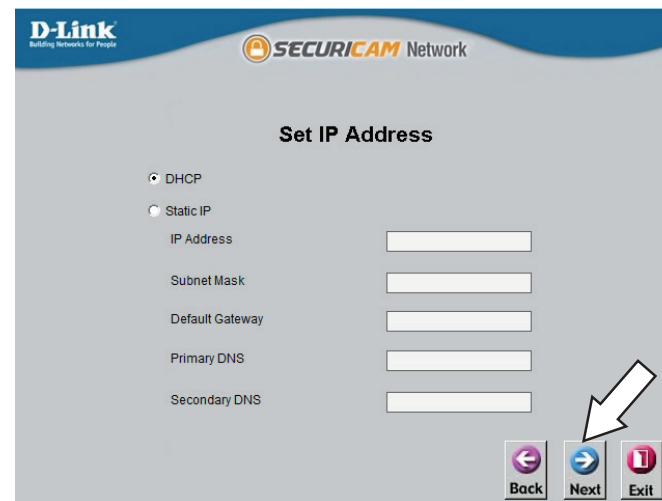 D-Link
Building Networks for People
SECURICAM Network
Set IP Address
DHCP
Static IP
IP Address
Subnet Mask
Default Gateway
Primary DNS
Secondary DNS
Back Next Exit